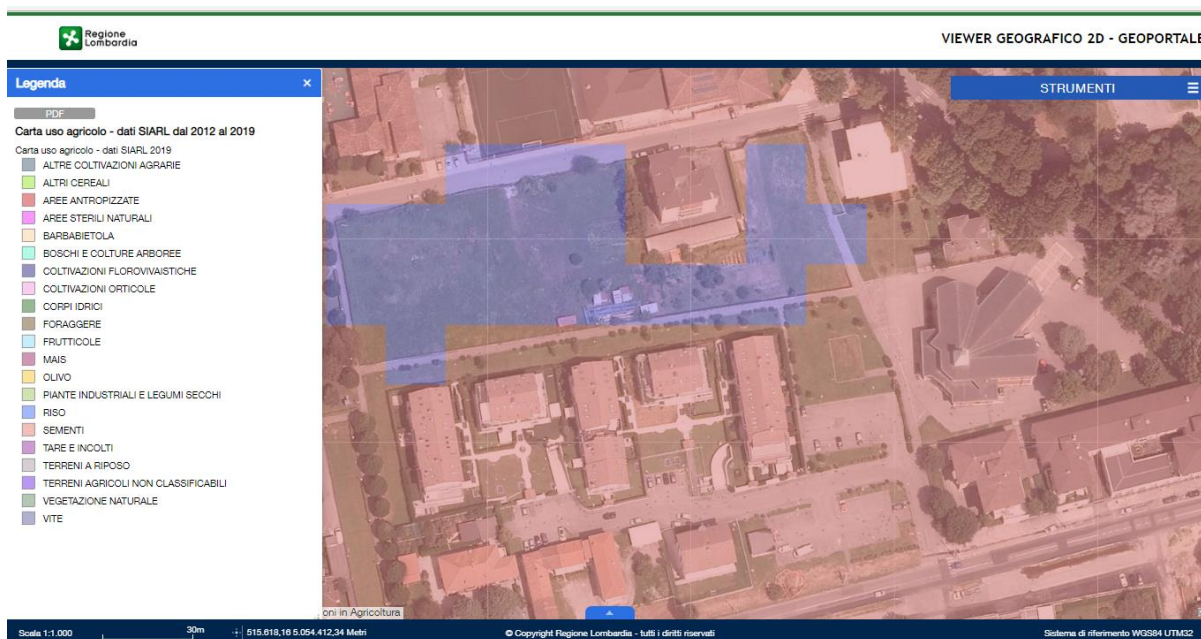 Regione
Lombardia
VIEWER GEOGRAFICO 2D - GEOPORTALE
Legenda ×
STRUMENTI
PDF
Carta uso agricolo - dati SIARL dal 2012 al 2019
Carta uso agricolo - dati SIARL 2019
ALTRE COLTIVAZIONI AGRARIE
ALTRI CEREALI
AREE ANTROPIZZATE
AREE STERILI NATURALI
BARBABIETOLA
BOSCHI E COLTURE ARBOREE
COLTIVAZIONI FLOROVIVAISTICHE
COLTIVAZIONI ORTICOLE
CORPI IDRICI
FORAGGERE
FRUTTICOLE
MAIS
OLIVO
PIANTE INDUSTRIALI E LEGUMI SECCHI
RISO
SEMENTI
TARE E INCOLTI
TERRENI A RIPOSO
TERRENI AGRICOLI NON CLASSIFICABILI
VEGETAZIONE NATURALE
VITE
oni in Agricoltura
Scala 1:1.000 30m 515.618,16 5.054.412,34 Metri © Copyright Regione Lombardia - tutti i diritti riservati Sistema di riferimento WGS84 UTM32